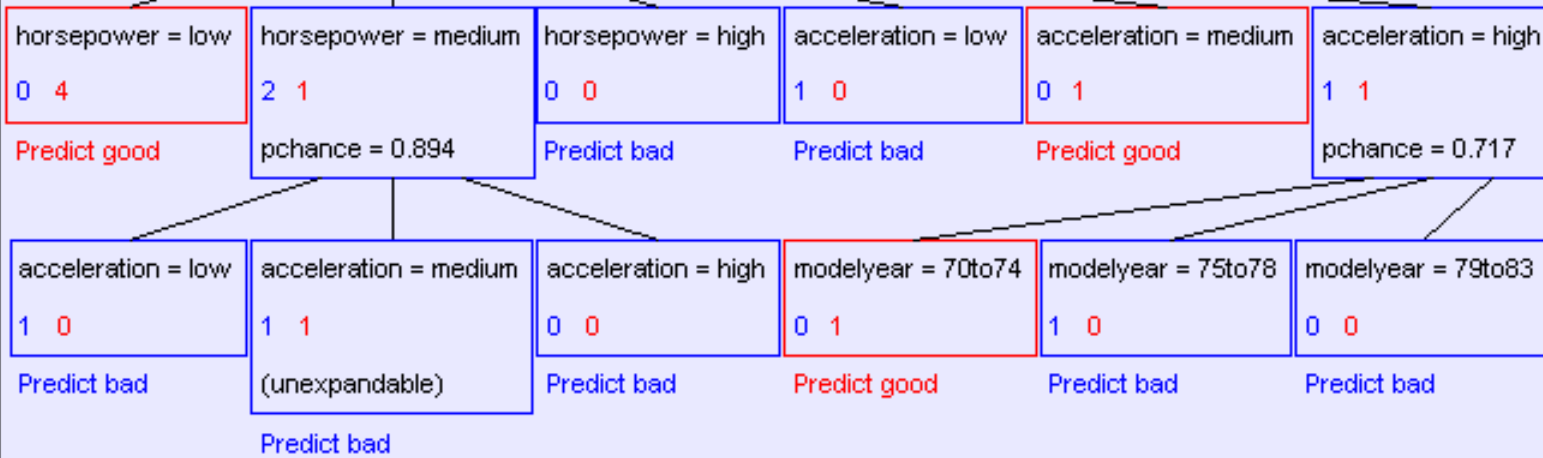 horsepower = low horsepower = medium horsepower = high acceleration = low acceleration = medium acceleration = high
0 4 2 1 0 0 1 0 0 1 1 1
Predict good pchance = 0.894 Predict bad Predict bad Predict good pchance = 0.717
acceleration = low acceleration = medium acceleration = high modelyear = 70to74 modelyear = 75to78 modelyear = 79to83
1 0 1 1 0 0 0 1 1 0 0 0
Predict bad (unexpandable) Predict bad Predict good Predict bad Predict bad
Predict bad